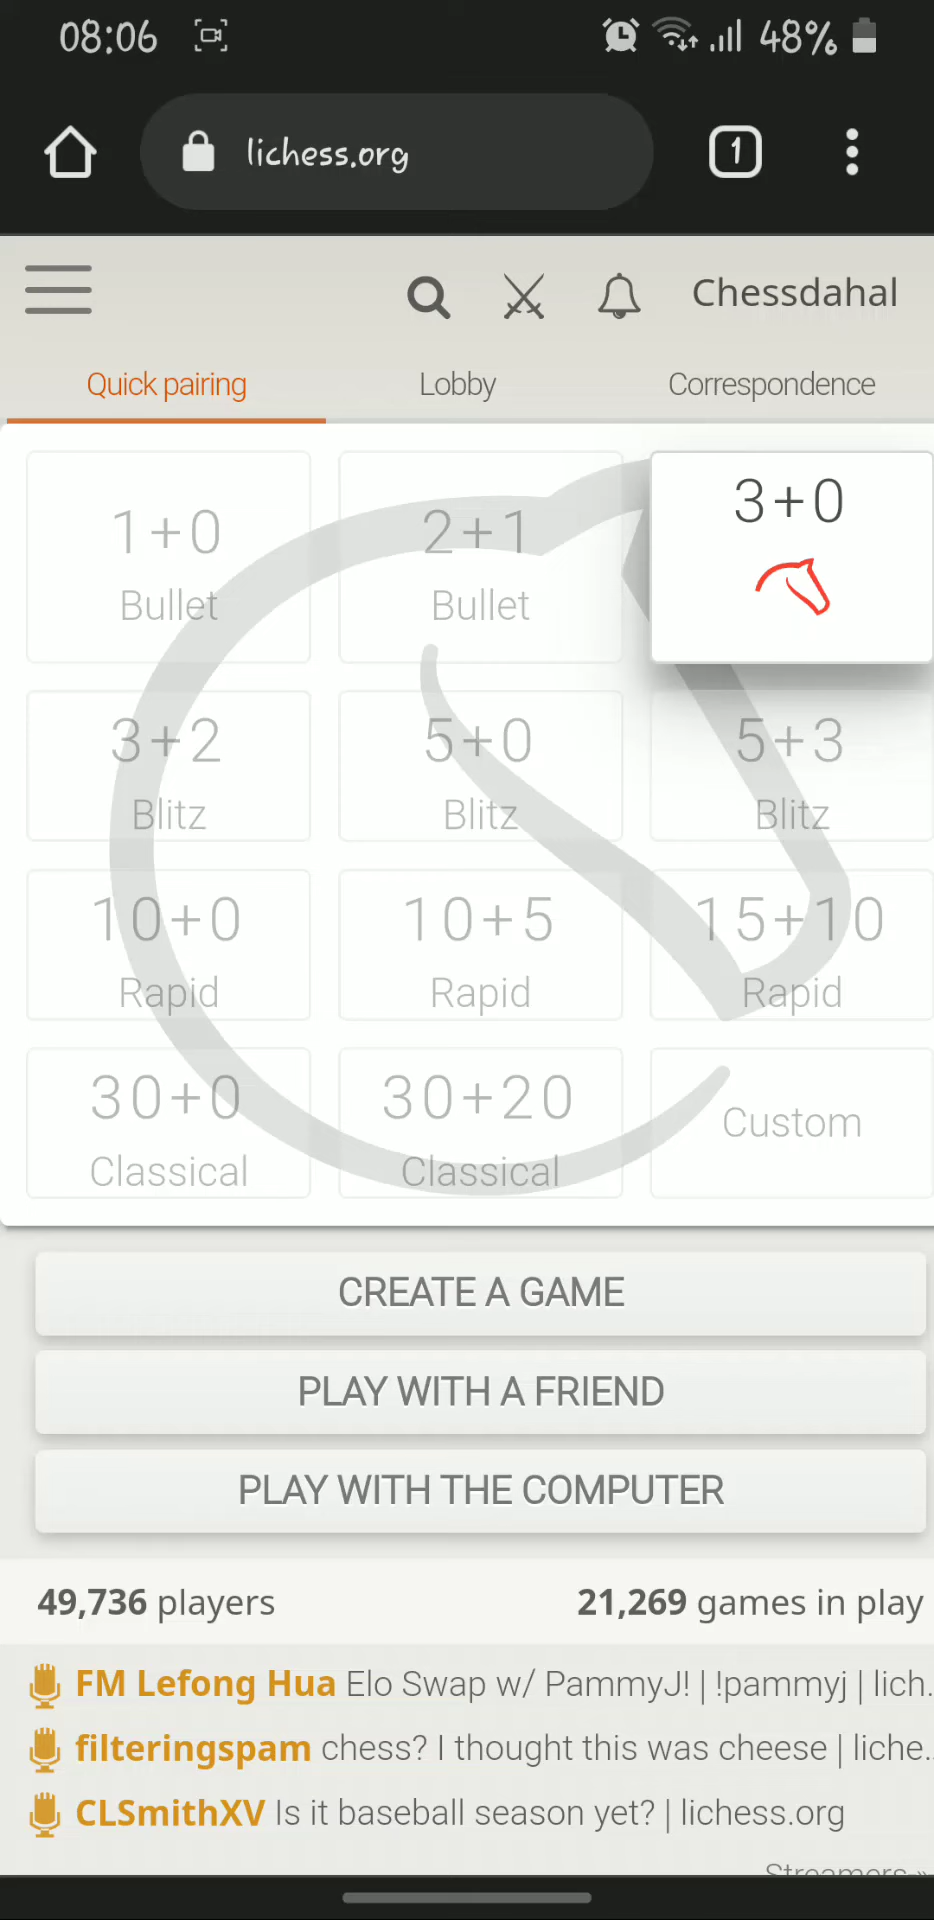 08:06 48%
lichess.org 1
Chessdahal
Quick pairing Lobby Correspondence
1+0 2+1 3+0
Bullet Bullet
3+2 5+0 5+3
Blitz Blitz Blitz
10+0 10+5 15+10
Rapid Rapid Rapid
30+0 30+20 Custom
Classical Classical
CREATE A GAME
PLAY WITH A FRIEND
PLAY WITH THE COMPUTER
49,736 players 21,269 games in play
FM Lefong Hua Elo Swap w/ PammyJ! | !pammyj | lich...
filteringspam chess? I thought this was cheese | liche...
CLSmithXV Is it baseball season yet? | lichess.org
Streamers »